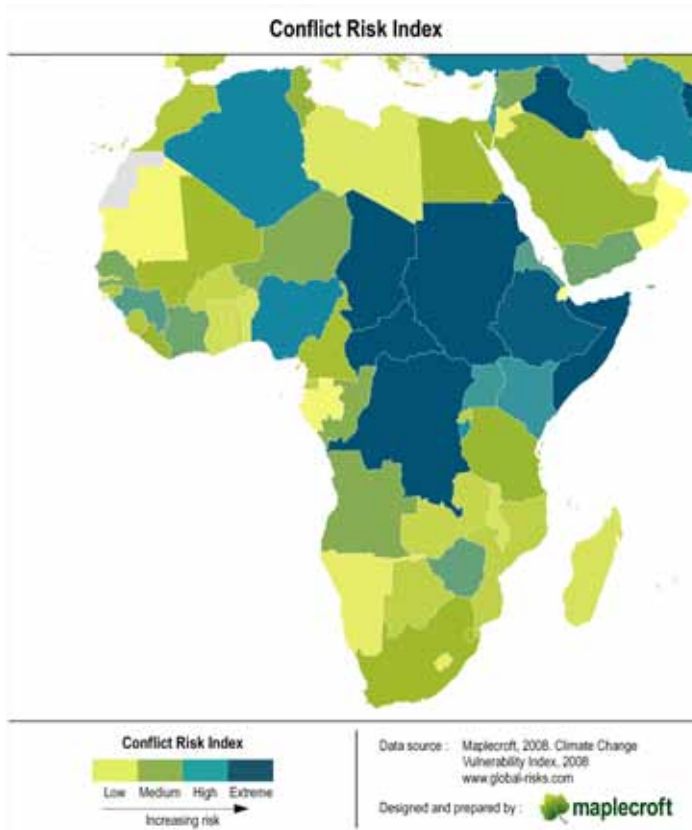 Conflict Risk Index
Conflict Risk Index
Low Medium High Extreme
Increasing risk
Data source : Maplecroft, 2008. Climate Change
Vulnerability Index, 2008
www.global-risks.com
Designed and prepared by : maplecroft